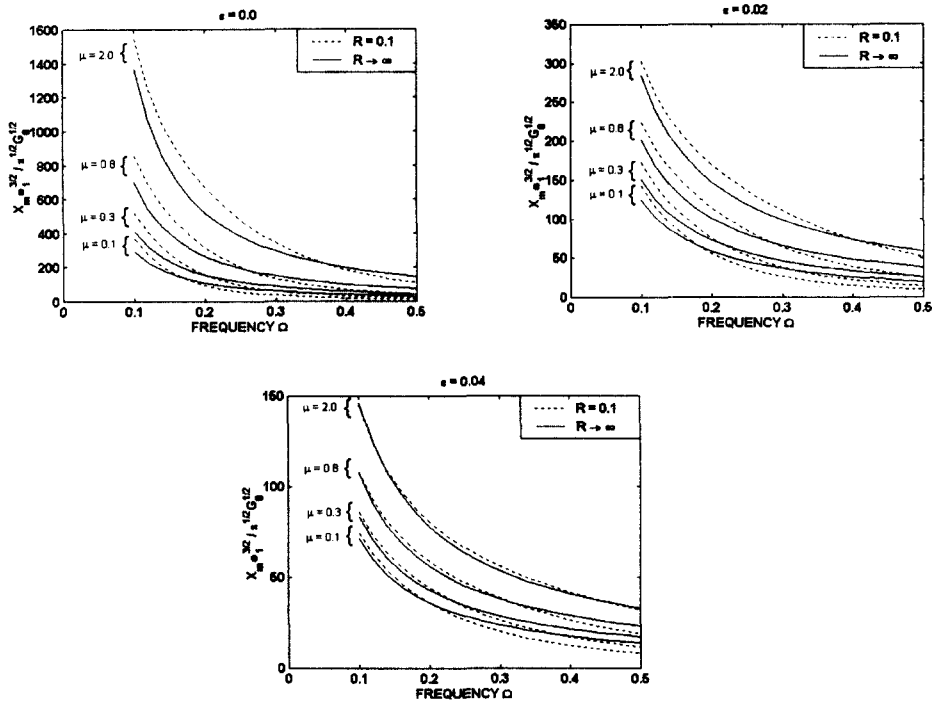 ε = 0.0
1600
1400
1200
1000
800
600
400
200
0
μ = 2.0
μ = 0.8
μ = 0.3
μ = 0.1
R = 0.1
R → ∞
0 0.1 0.2 0.3 0.4 0.5
FREQUENCY Ω
ε = 0.02
350
300
250
200
150
100
50
0
μ = 2.0
μ = 0.8
μ = 0.3
μ = 0.1
R = 0.1
R → ∞
0 0.1 0.2 0.3 0.4 0.5
FREQUENCY Ω
ε = 0.04
150
100
50
0
μ = 2.0
μ = 0.8
μ = 0.3
μ = 0.1
R = 0.1
R → ∞
0 0.1 0.2 0.3 0.4 0.5
FREQUENCY Ω